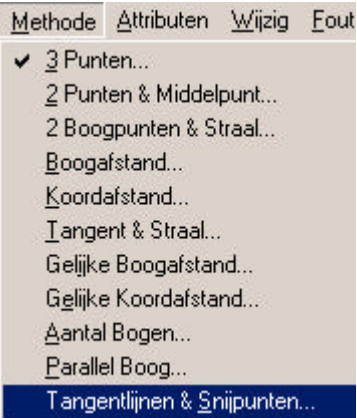 Methode Attributen Wijzig Fout
✔ 3 Punten...
2 Punten & Middelpunt...
2 Boogpunten & Straal...
Boogafstand...
Koordafstand...
Tangent & Straal...
Gelijke Boogafstand...
Gelijke Koordafstand...
Aantal Bogen...
Parallel Boog...
Tangentlijnen & Snijpunten...